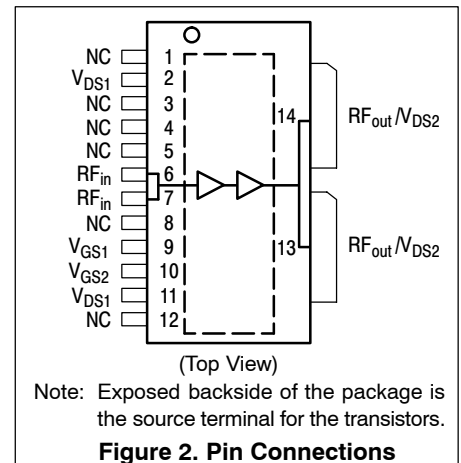 NC 1
VDS1 2
NC 3
NC 4
NC 5
RFin 6
RFin 7
NC 8
VGS1 9
VGS2 10
VDS1 11
NC 12
14 RFout/VDS2
13 RFout/VDS2
(Top View)
Note: Exposed backside of the package is
the source terminal for the transistors.
Figure 2. Pin Connections